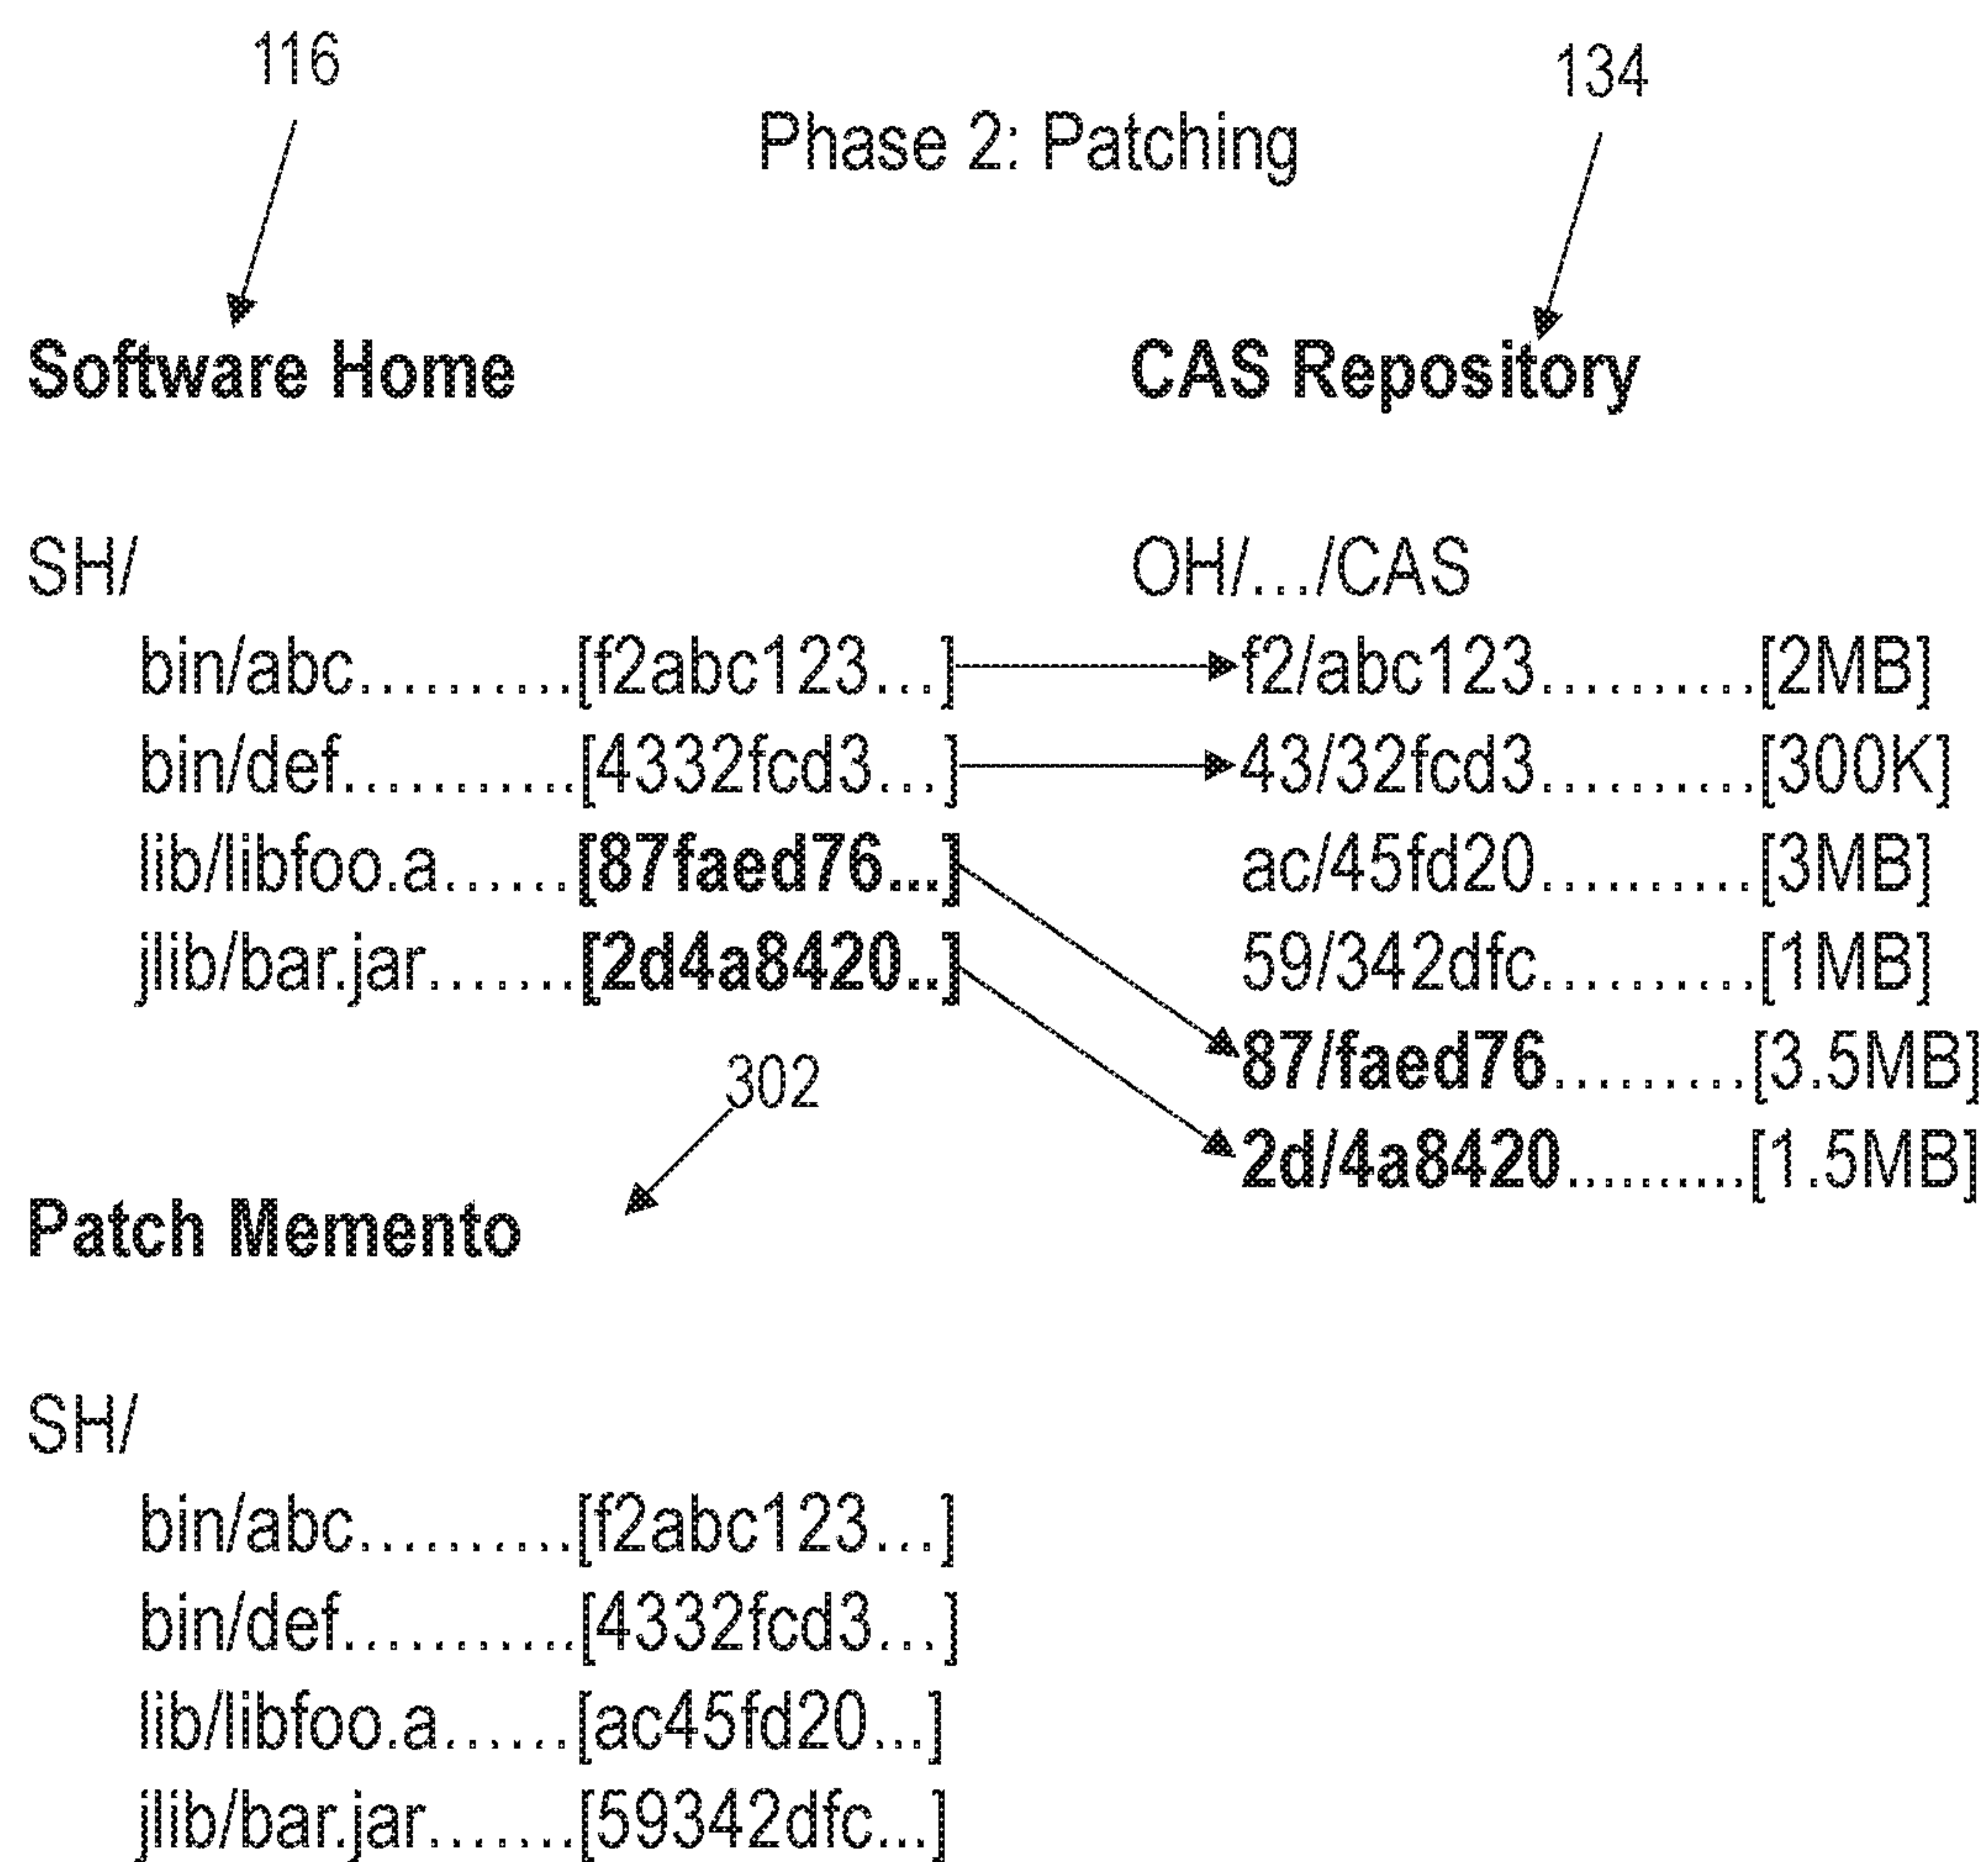 116
134
Phase 2: Patching
Software Home
CAS Repository
SH/
OH/.../CAS
bin/abc..........[f2abc123...]
f2/abc123..........[2MB]
bin/def...........[4332fcd3...]
43/32fcd3..........[300K]
lib/libfoo.a......[87faed76...]
ac/45fd20..........[3MB]
jlib/bar.jar.......[2d4a8420..]
59/342dfc..........[1MB]
87/faed76.........[3.5MB]
302
2d/4a8420.........[1.5MB]
Patch Memento
SH/
bin/abc..........[f2abc123...]
bin/def...........[4332fcd3...]
lib/libfoo.a......[ac45fd20...]
jlib/bar.jar.......[59342dfc...]